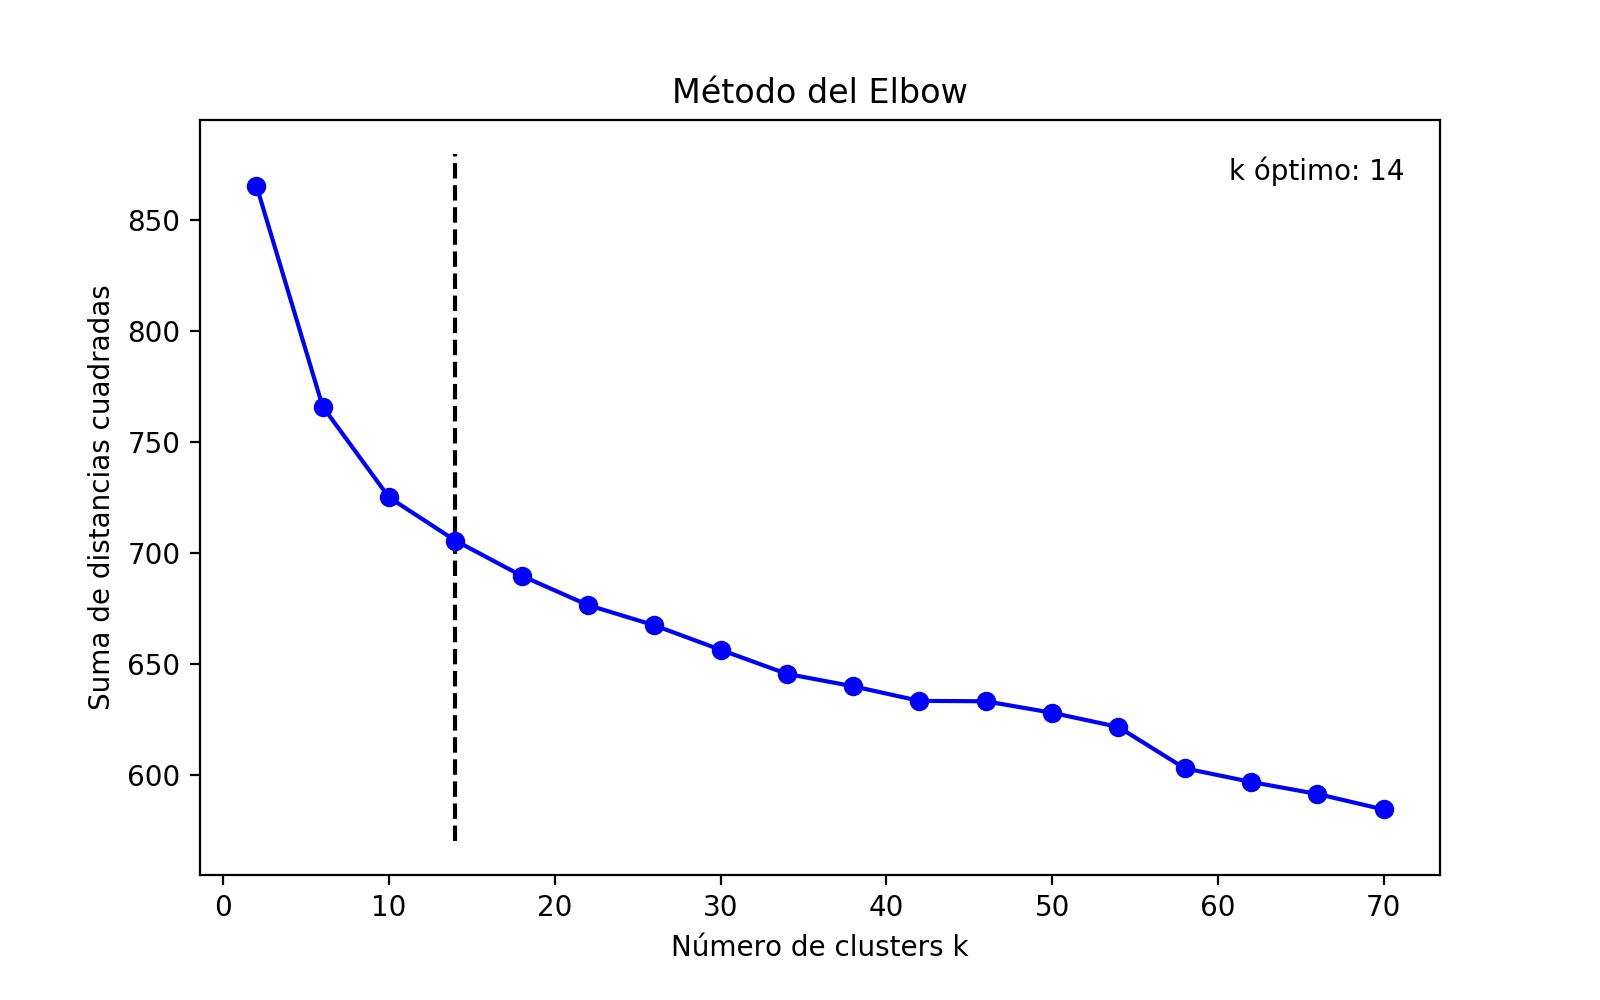 Método del Elbow
k óptimo: 14
Suma de distancias cuadradas
850
800
750
700
650
600
0 10 20 30 40 50 60 70
Número de clusters k